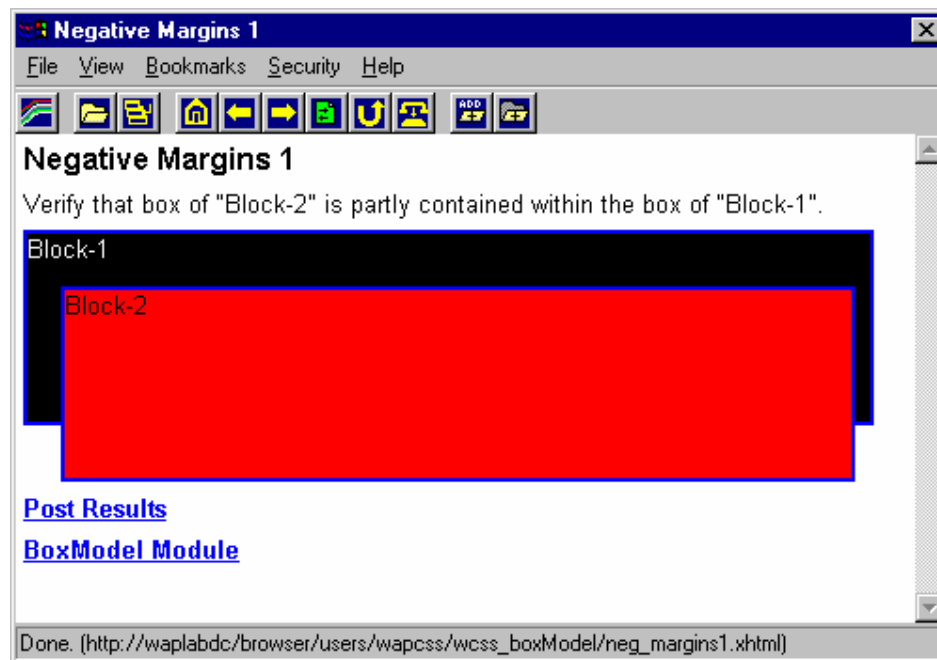 Negative Margins 1
File View Bookmarks Security Help
ADD
Negative Margins 1
Verify that box of "Block-2" is partly contained within the box of "Block-1".
Block-1
Block-2
Post Results
BoxModel Module
Done. (http://waplabdc/browser/users/wapcss/wcss_boxModel/neg_margins1.xhtml)